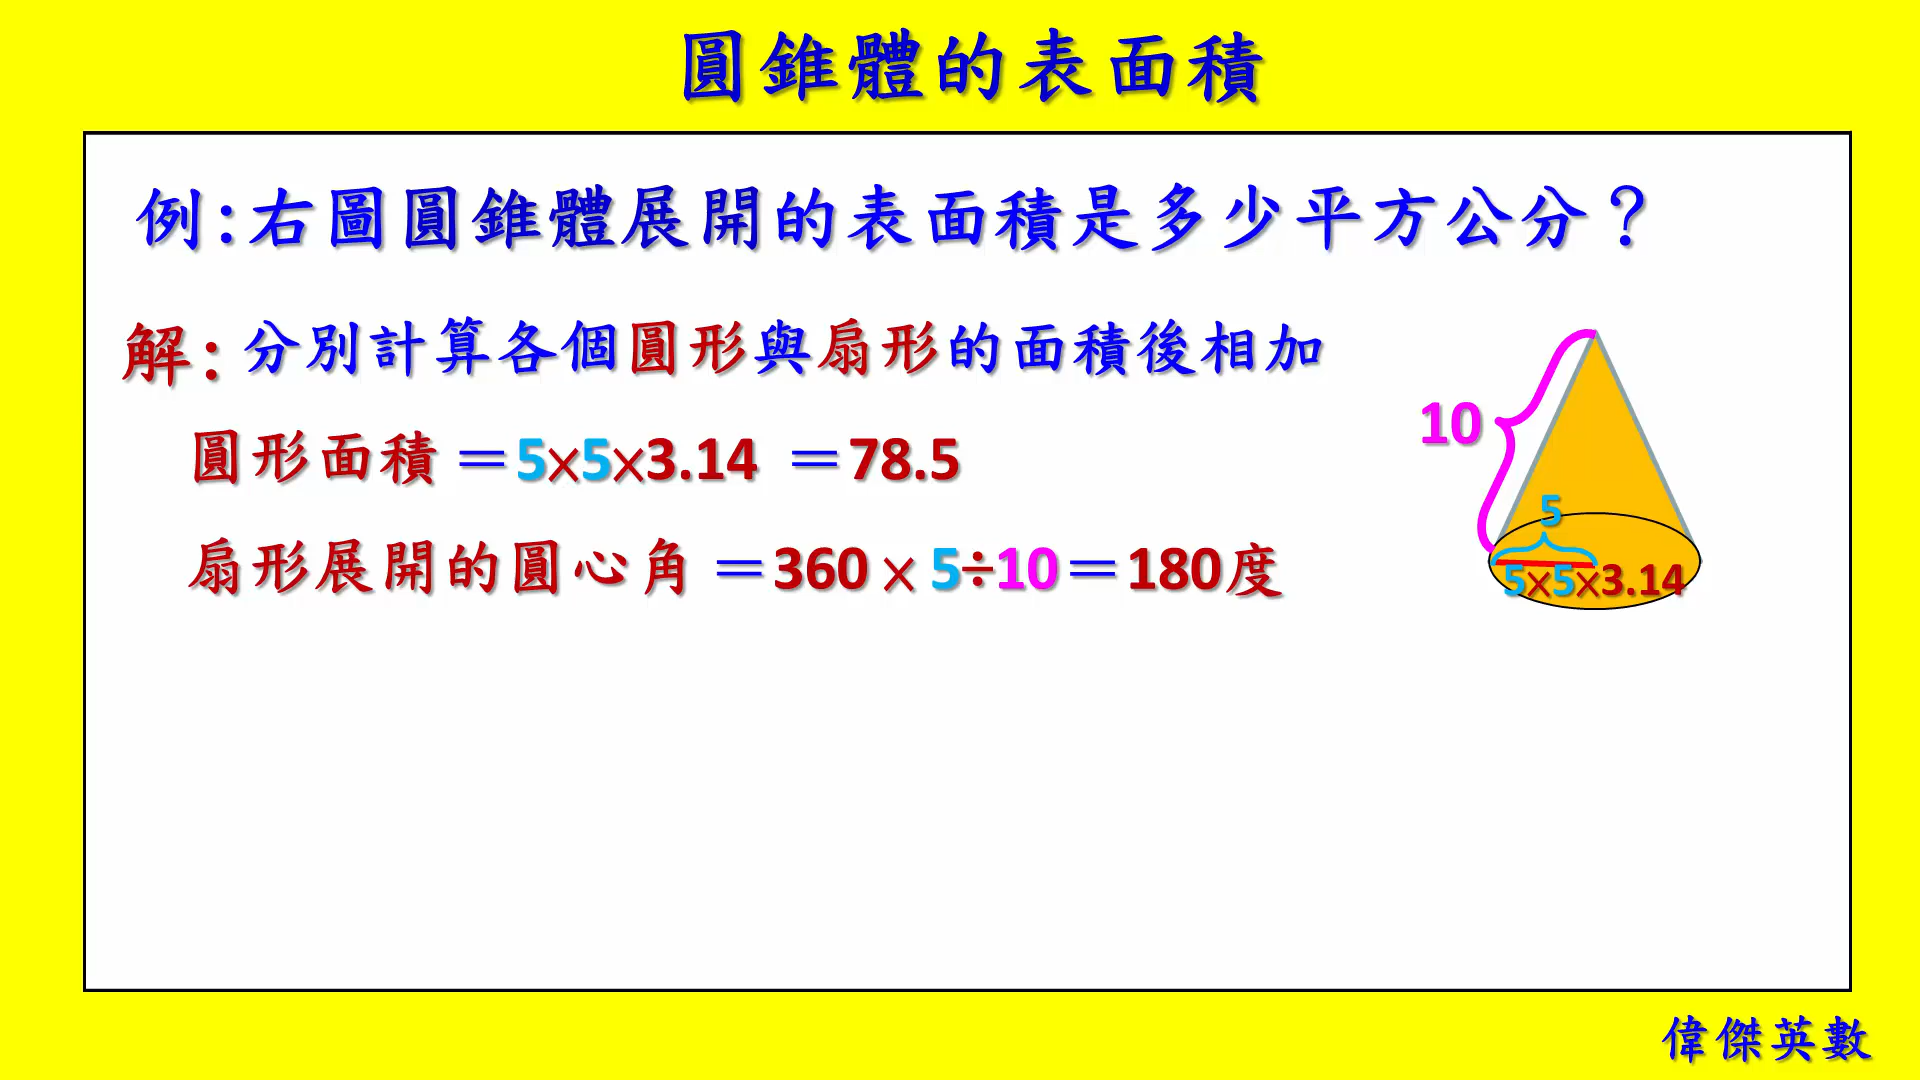 圓錐體的表面積
例:右圖圓錐體展開的表面積是多少平方公分？
解:分別計算各個圓形與扇形的面積後相加
圓形面積＝5×5×3.14 ＝78.5
扇形展開的圓心角＝360×5÷10＝180度
10
5
5×5×3.14
偉傑英數